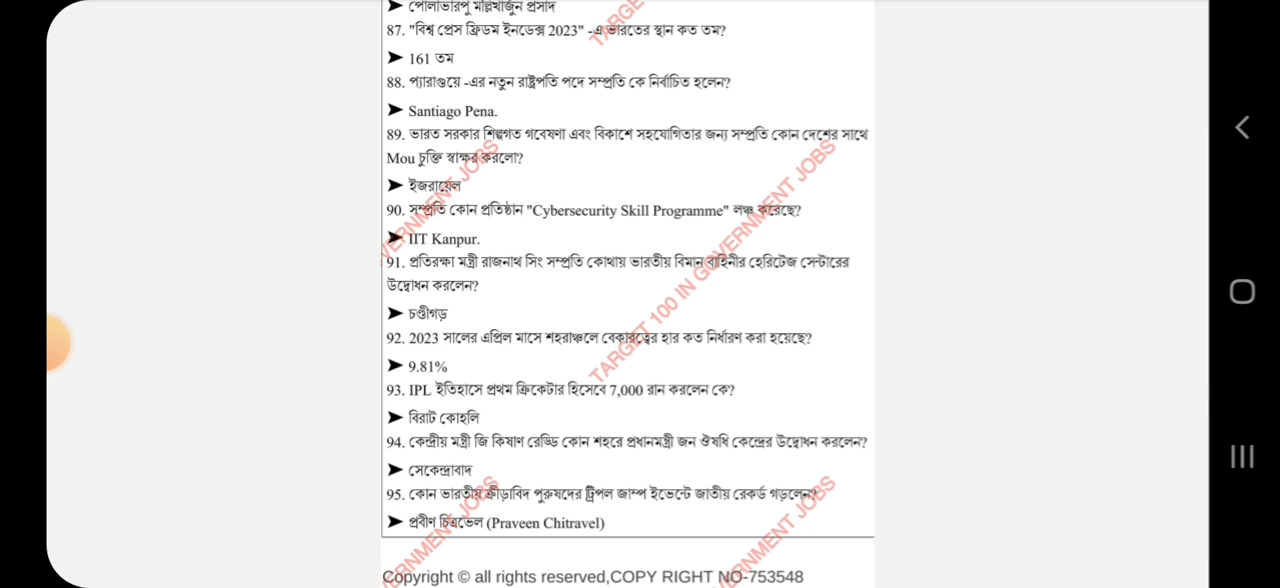 ➤ পোলাভারপু মল্লিখার্জুন প্রসাদ
87. "বিশ্ব প্রেস ফ্রিডম ইনডেক্স 2023" -এ ভারতের স্থান কত তম?
➤ 161 তম
88. প্যারাগুয়ে -এর নতুন রাষ্ট্রপতি পদে সম্প্রতি কে নির্বাচিত হলেন?
➤ Santiago Pena.
89. ভারত সরকার শিল্পগত গবেষণা এবং বিকাশে সহযোগিতার জন্য সম্প্রতি কোন দেশের সাথে
Mou চুক্তি স্বাক্ষর করলো?
➤ ইজরায়েল
90. সম্প্রতি কোন প্রতিষ্ঠান "Cybersecurity Skill Programme" লঞ্চ করেছে?
➤ IIT Kanpur.
91. প্রতিরক্ষা মন্ত্রী রাজনাথ সিং সম্প্রতি কোথায় ভারতীয় বিমান বাহিনীর হেরিটেজ সেন্টারের
উদ্বোধন করলেন?
➤ চণ্ডীগড়
92. 2023 সালের এপ্রিল মাসে শহরাঞ্চলে বেকারত্বের হার কত নির্ধারণ করা হয়েছে?
➤ 9.81%
93. IPL ইতিহাসে প্রথম ক্রিকেটার হিসেবে 7,000 রান করলেন কে?
➤ বিরাট কোহলি
94. কেন্দ্রীয় মন্ত্রী জি কিষাণ রেড্ডি কোন শহরে প্রধানমন্ত্রী জন ঔষধি কেন্দ্রের উদ্বোধন করলেন?
➤ সেকেন্দ্রাবাদ
95. কোন ভারতীয় ক্রীড়াবিদ পুরুষদের ট্রিপল জাম্প ইভেন্টে জাতীয় রেকর্ড গড়লেন?
➤ প্রবীণ চিত্রভেল (Praveen Chitravel)
Copyright © all rights reserved,COPY RIGHT NO-753548
TARGET 100 IN GOVERNMENT JOBS